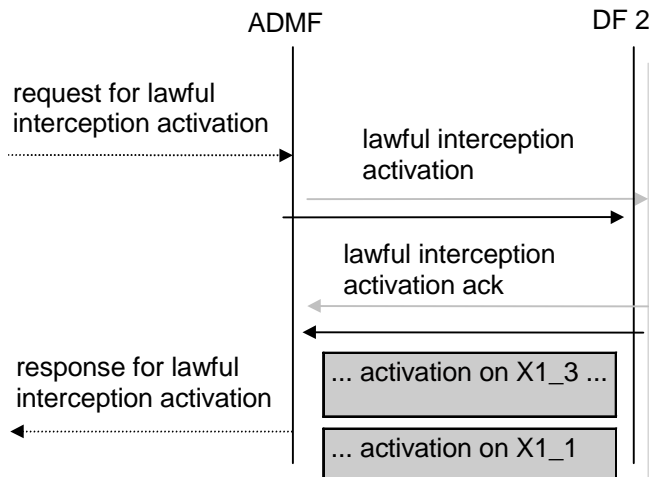 ADMF
DF 2
request for lawful
interception activation
lawful interception
activation
lawful interception
activation ack
response for lawful
interception activation
... activation on X1_3 ...
... activation on X1_1